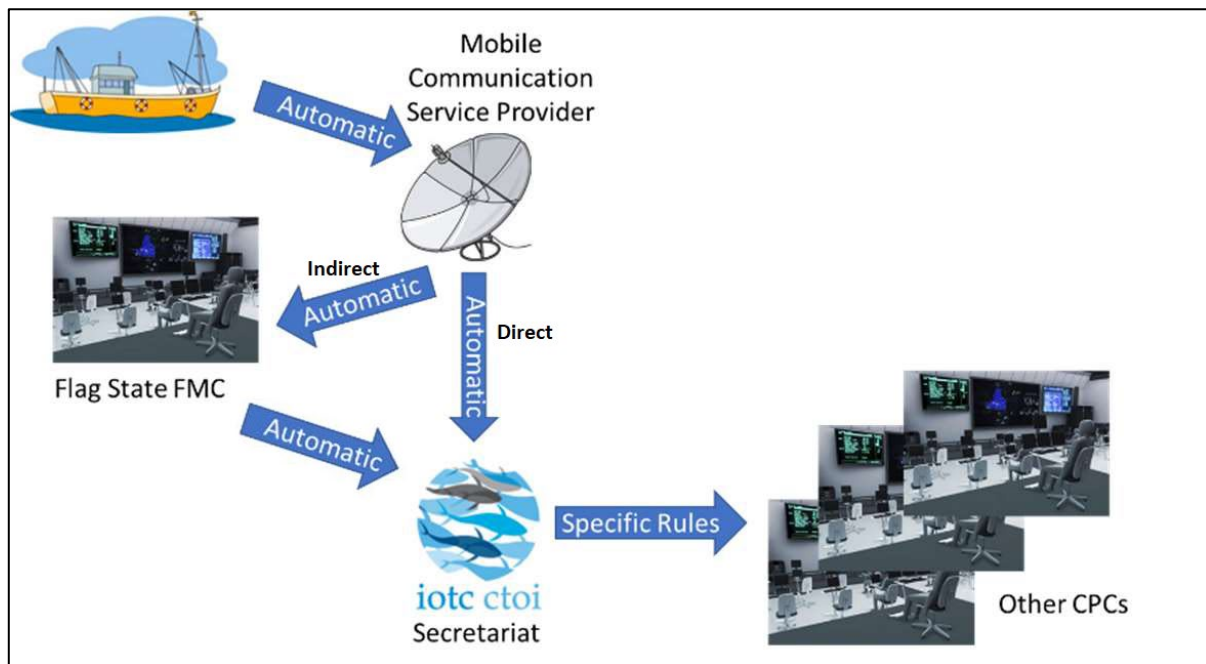 Mobile
Communication
Service Provider
Automatic
Indirect
Automatic
Automatic
Direct
Flag State FMC
Automatic
iotc ctoi
Secretariat
Specific Rules
Other CPCs